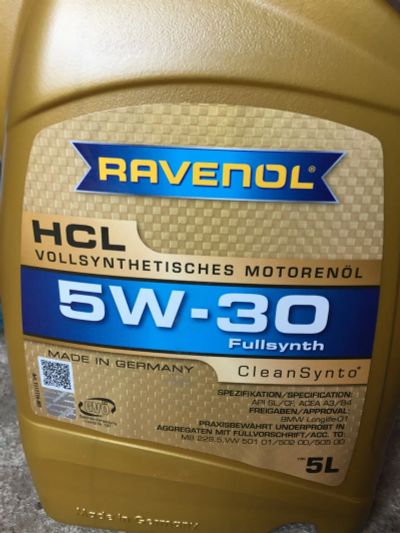 RAVENOL®
HCL
VOLLSYNTHETISCHES MOTORENÖL
5W-30
Fullsynth
MADE IN GERMANY
CleanSynto®
SPEZIFIKATION/SPECIFICATION:
API SL/CF, ACEA A3/B4
FREIGABEN/APPROVAL:
BMW Longlife-01
PRAXISBEWÄHRT UND ERPROBT IN
AGGREGATEN MIT FÜLLVORSCHRIFT/ACC. TO:
MB 229.5, VW 501 01/502 00/505 00
5L
Made in Germany